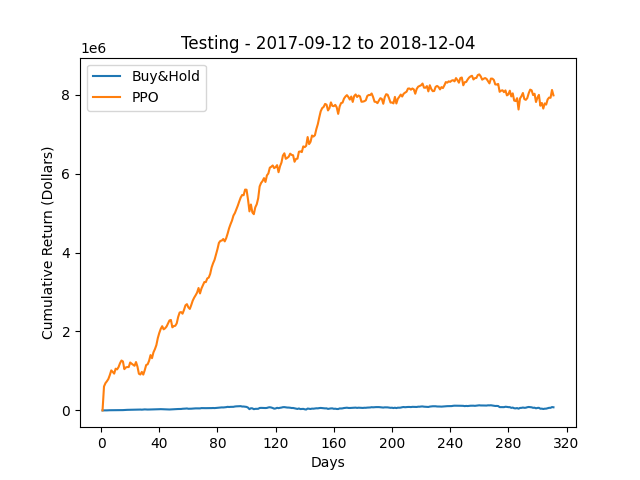 Testing - 2017-09-12 to 2018-12-04
1e6
Buy&Hold
PPO
8
6
4
2
0
Cumulative Return (Dollars)
0 40 80 120 160 200 240 280 320
Days